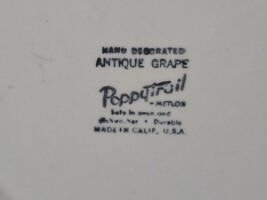 HAND DECORATED
ANTIQUE GRAPE
Poppytrail
-METLOX
Safe in oven and
dishwasher • Durable
MADE IN CALIF, U.S.A.